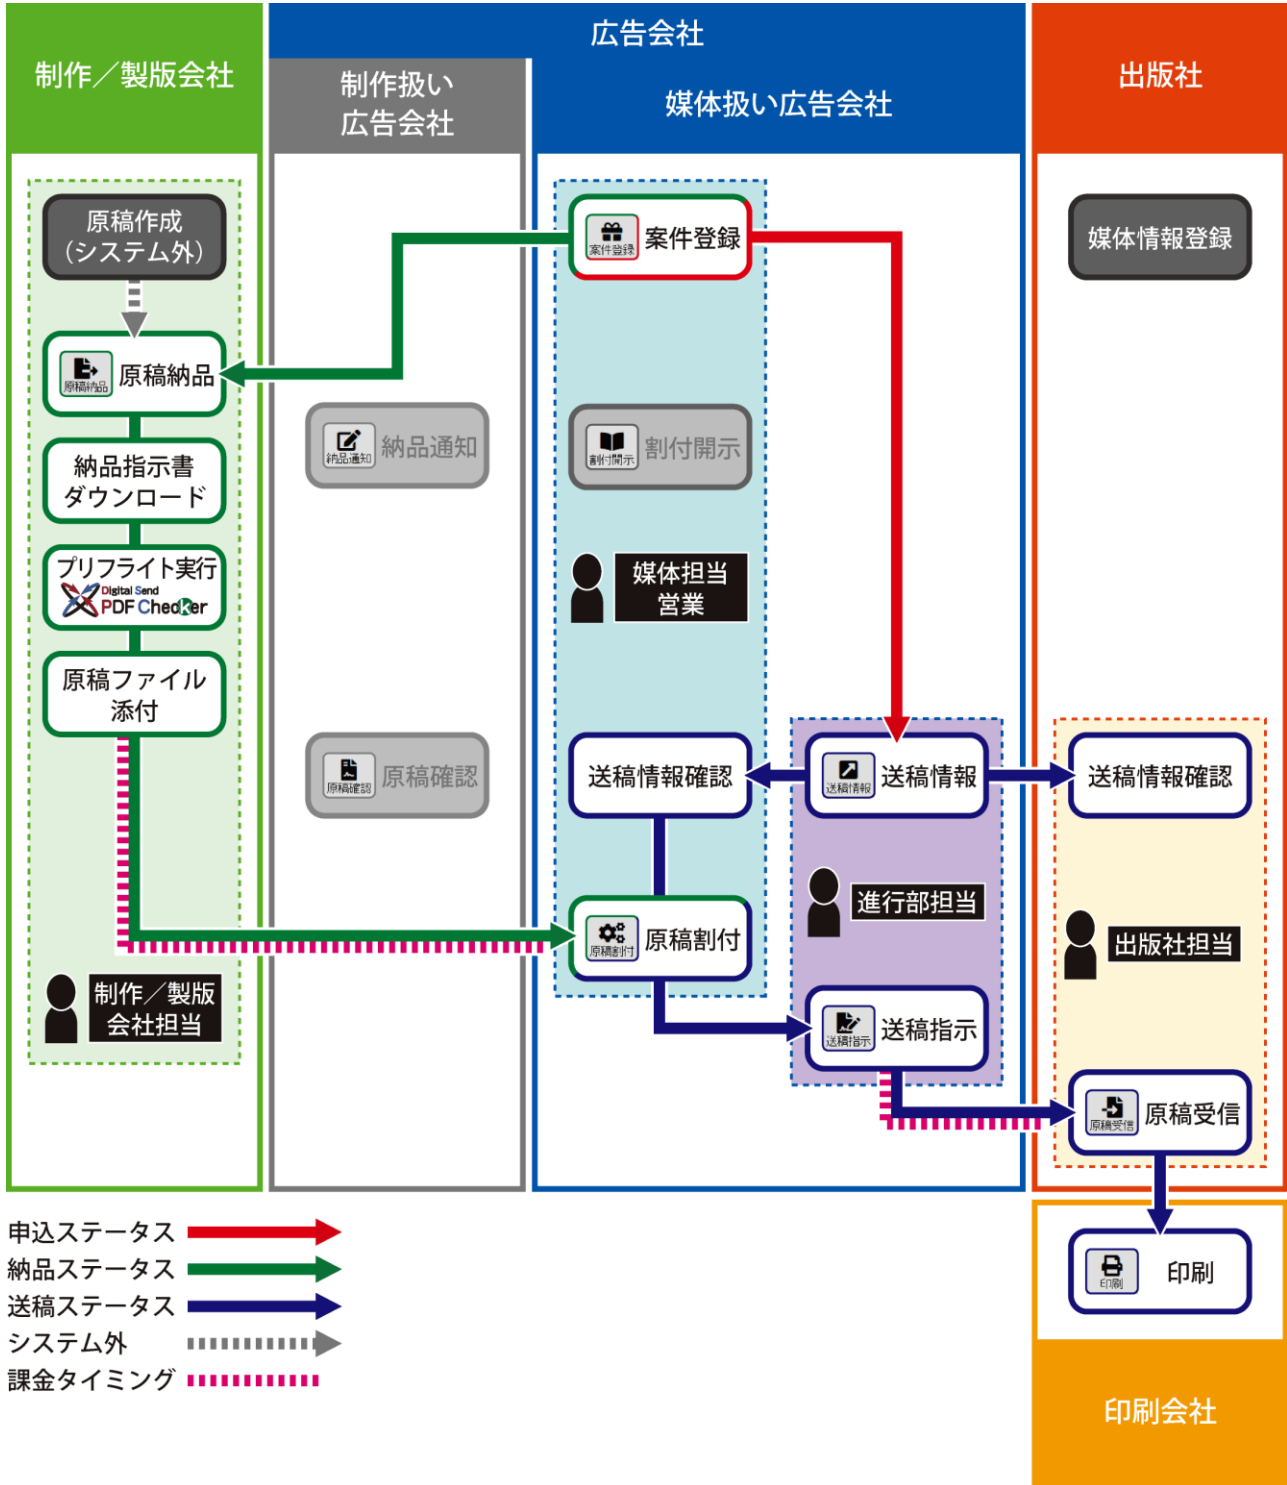 広告会社
制作／製版会社
制作扱い
広告会社
媒体扱い広告会社
出版社
原稿作成
（システム外）
案件登録
案件登録
媒体情報登録
原稿納品
原稿納品
納品指示書
ダウンロード
納品通知
納品通知
割付開示
割付開示
プリフライト実行
Digital Send
PDF Checker
媒体担当
営業
原稿ファイル
添付
原稿確認
原稿確認
送稿情報確認
送稿情報
送稿情報
送稿情報確認
進行部担当
原稿割付
原稿割付
出版社担当
制作／製版
会社担当
送稿指示
送稿指示
原稿受信
原稿受信
申込ステータス
納品ステータス
送稿ステータス
システム外
課金タイミング
印刷
印刷
印刷会社